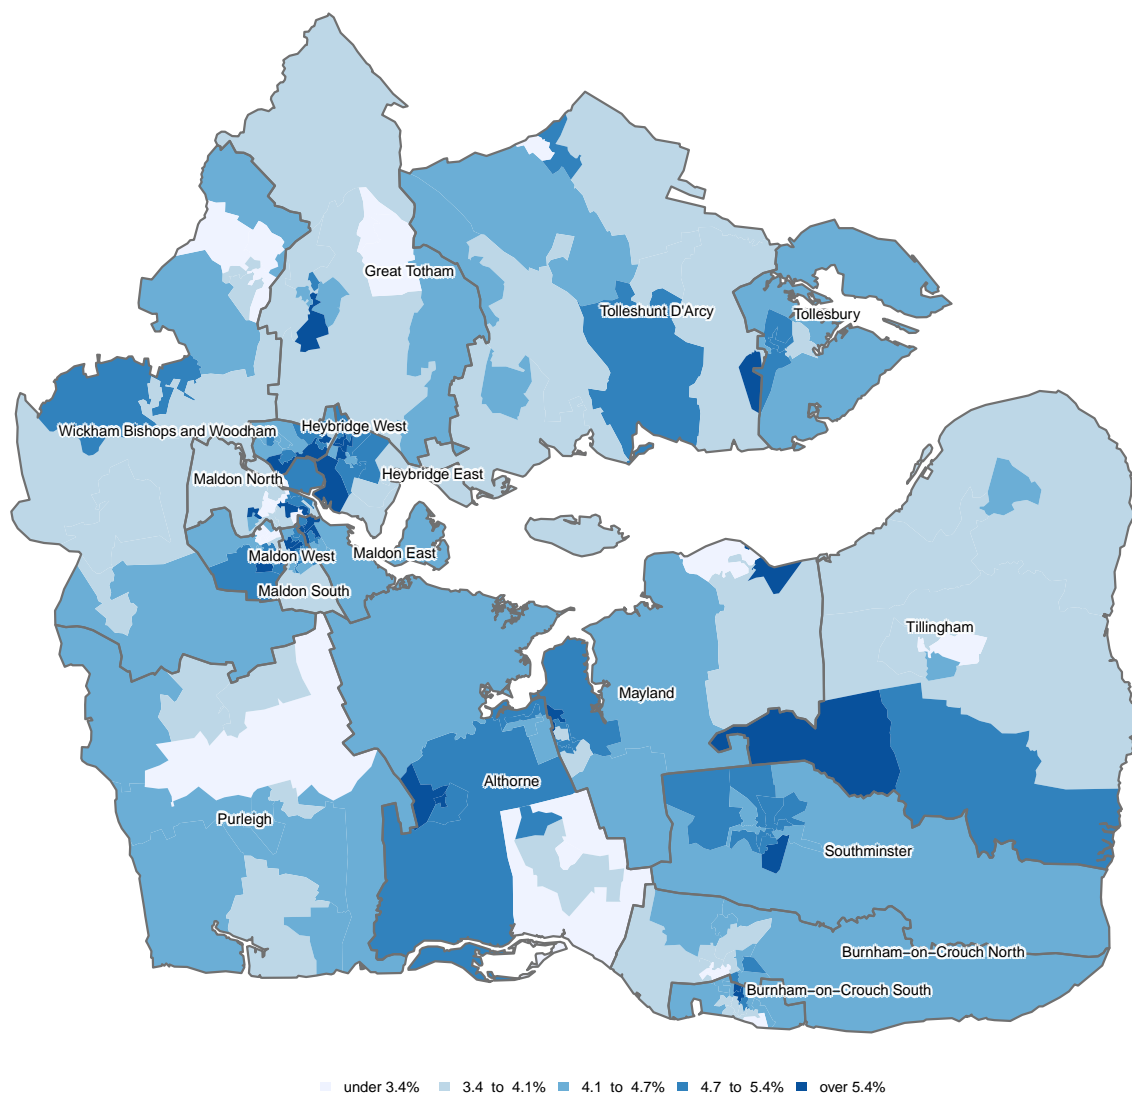 Great Totham
Tolleshunt D'Arcy
Tollesbury
Heybridge West
Wickham Bishops and Woodham
Heybridge East
Maldon North
Maldon East
Maldon West
Maldon South
Tillingham
Mayland
Althorne
Purleigh
Southminster
Burnham−on−Crouch North
Burnham−on−Crouch South
under 3.4% 3.4 to 4.1% 4.1 to 4.7% 4.7 to 5.4% over 5.4%